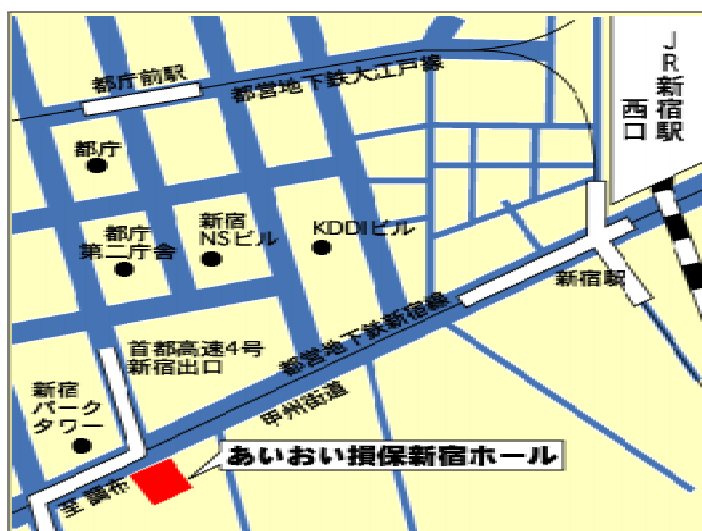 JR新宿駅
西口
都庁前駅
都営地下鉄大江戸線
都庁
都庁
第二庁舎
新宿
NSビル
KDDIビル
新宿駅
都営地下鉄新宿線
甲州街道
首都高速4号
新宿出口
新宿
パーク
タワー
至 調布
あいおい損保新宿ホール